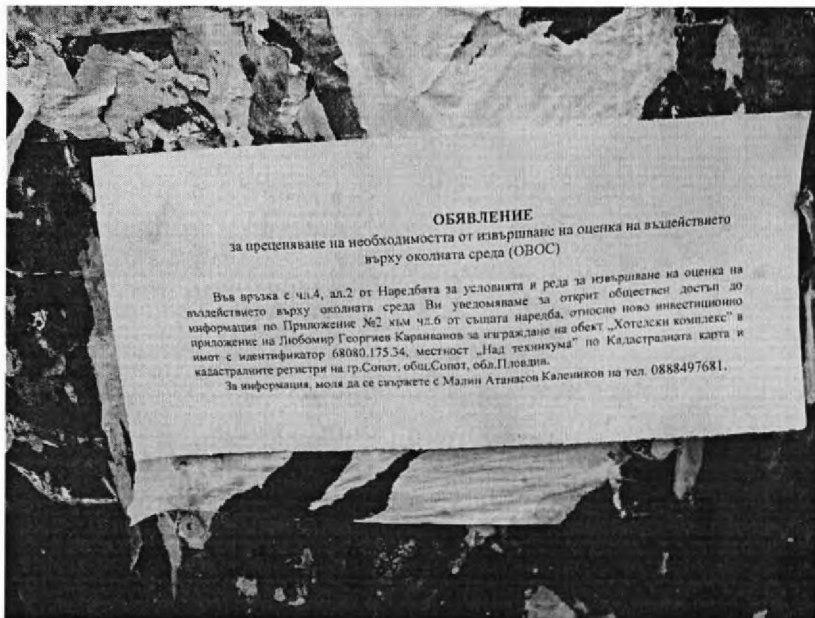 ОБЯВЛЕНИЕ
за преценяване на необходимостта от извършване на оценка на въздействието
върху околната среда (ОВОС)
Във връзка с чл.4, ал.2 от Наредбата за условията и реда за извършване на оценка на
въздействието върху околната среда Ви уведомяваме за открит обществен достъп до
информация по Приложение №2 към чл.6 от същата наредба, относно ново инвестиционно
приложение на Любомир Георгиев Караиванов за изграждане на обект „Хотелски комплекс" в
имот с идентификатор 68080.175.34, местност „Над техникума" по Кадастралната карта и
кадастралните регистри на гр.Сопот, общ.Сопот, обл.Пловдив.
За информация, моля да се свържете с Малин Атанасов Калеников на тел. 0888497681.